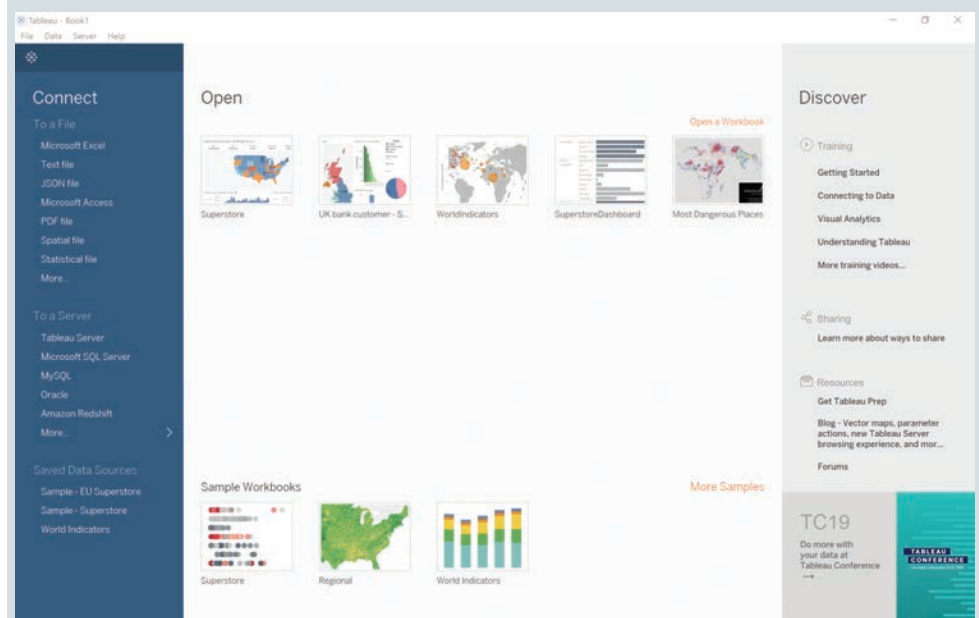 Tableau - Book1
File Data Server Help
Connect
To a File
Microsoft Excel
Text file
JSON file
Microsoft Access
PDF file
Spatial file
Statistical file
More...
To a Server
Tableau Server
Microsoft SQL Server
MySQL
Oracle
Amazon Redshift
More...
Saved Data Sources
Sample - EU Superstore
Sample - Superstore
World Indicators
Open
Open a Workbook
Superstore
UK bank customer - S...
WorldIndicators
SuperstoreDashboard
Most Dangerous Places
Sample Workbooks
More Samples
Superstore
Regional
World Indicators
Discover
Training
Getting Started
Connecting to Data
Visual Analytics
Understanding Tableau
More training videos...
Sharing
Learn more about ways to share
Resources
Get Tableau Prep
Blog - Vector maps, parameter
actions, new Tableau Server
browsing experience, and mor...
Forums
TC19
Do more with
your data at
Tableau Conference
TABLEAU
CONFERENCE